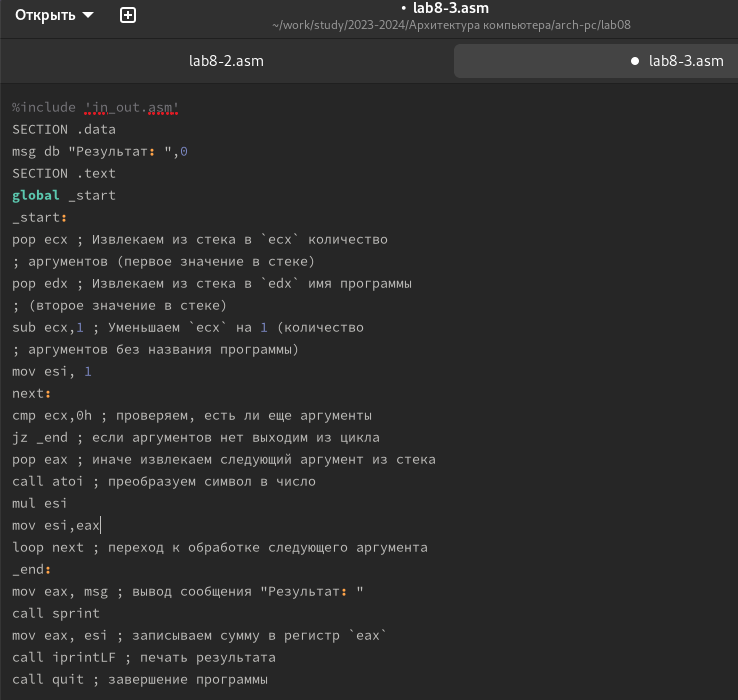 Открыть
• lab8-3.asm
~/work/study/2023-2024/Архитектура компьютера/arch-pc/lab08
lab8-2.asm
● lab8-3.asm
%include 'in_out.asm'
SECTION .data
msg db "Результат: ",0
SECTION .text
global _start
_start:
pop ecx ; Извлекаем из стека в `ecx` количество
; аргументов (первое значение в стеке)
pop edx ; Извлекаем из стека в `edx` имя программы
; (второе значение в стеке)
sub ecx,1 ; Уменьшаем `ecx` на 1 (количество
; аргументов без названия программы)
mov esi, 1
next:
cmp ecx,0h ; проверяем, есть ли еще аргументы
jz _end ; если аргументов нет выходим из цикла
pop eax ; иначе извлекаем следующий аргумент из стека
call atoi ; преобразуем символ в число
mul esi
mov esi,eax
loop next ; переход к обработке следующего аргумента
_end:
mov eax, msg ; вывод сообщения "Результат: "
call sprint
mov eax, esi ; записываем сумму в регистр `eax`
call iprintLF ; печать результата
call quit ; завершение программы